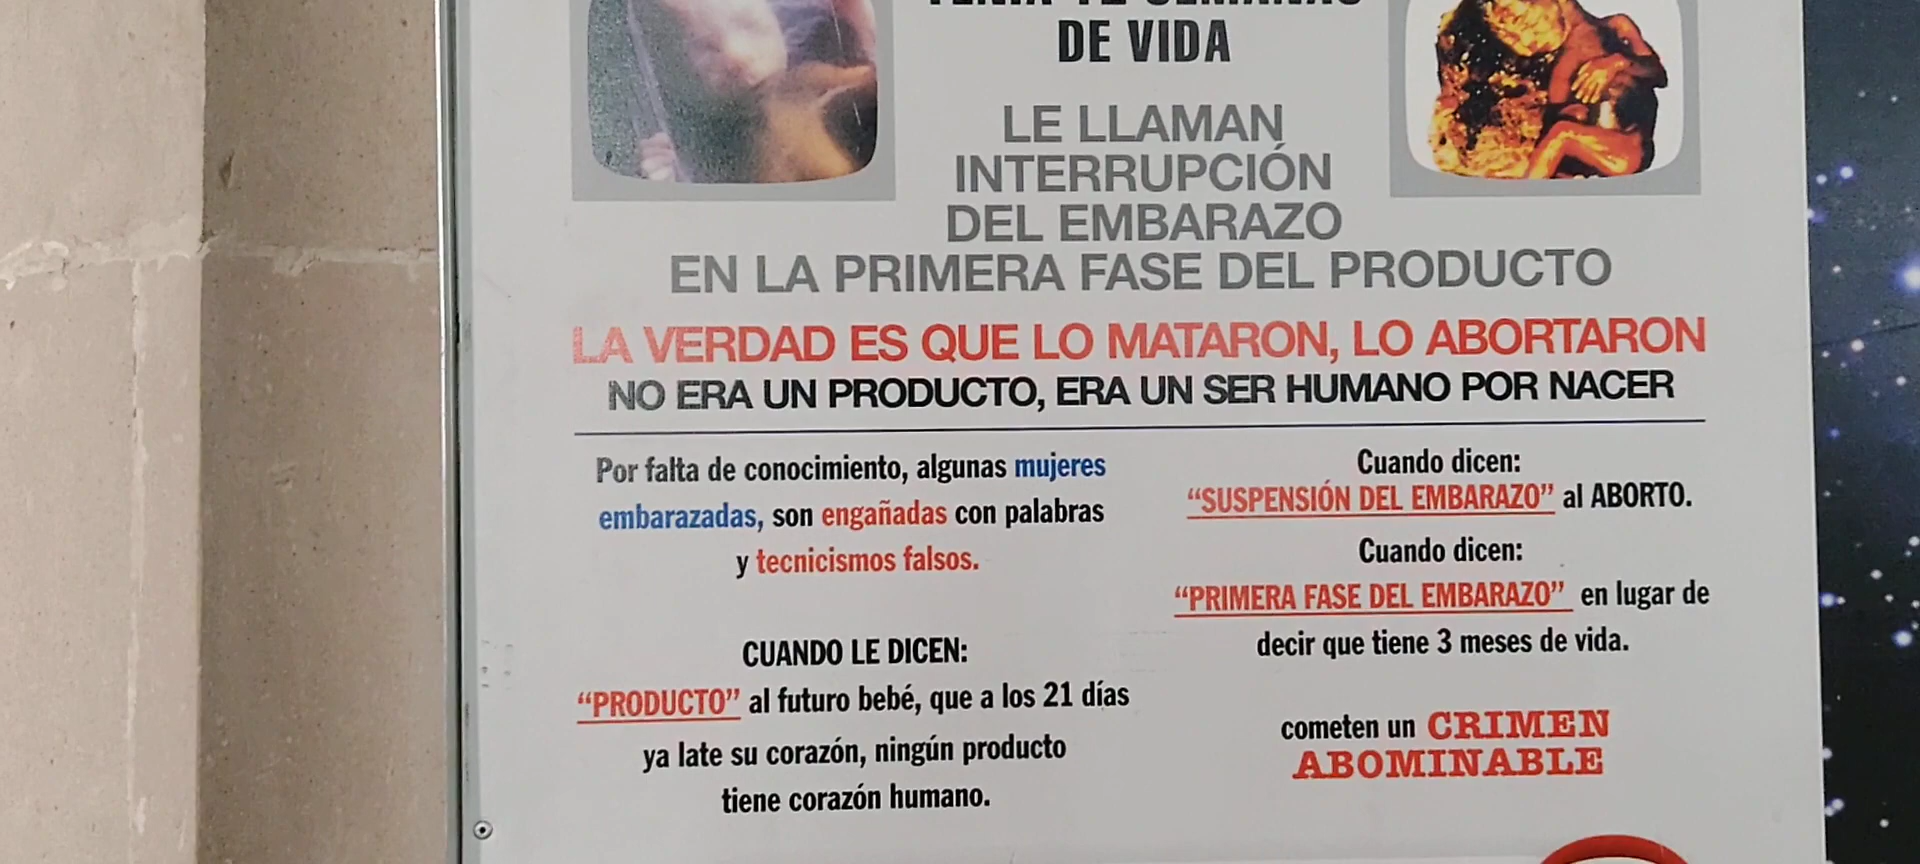 DE VIDA
LE LLAMAN
INTERRUPCIÓN
DEL EMBARAZO
EN LA PRIMERA FASE DEL PRODUCTO
LA VERDAD ES QUE LO MATARON, LO ABORTARON
NO ERA UN PRODUCTO, ERA UN SER HUMANO POR NACER
Por falta de conocimiento, algunas mujeres
embarazadas, son engañadas con palabras
y tecnicismos falsos.
CUANDO LE DICEN:
“PRODUCTO” al futuro bebé, que a los 21 días
ya late su corazón, ningún producto
tiene corazón humano.
Cuando dicen:
“SUSPENSIÓN DEL EMBARAZO” al ABORTO.
Cuando dicen:
“PRIMERA FASE DEL EMBARAZO” en lugar de
decir que tiene 3 meses de vida.
cometen un CRIMEN
ABOMINABLE